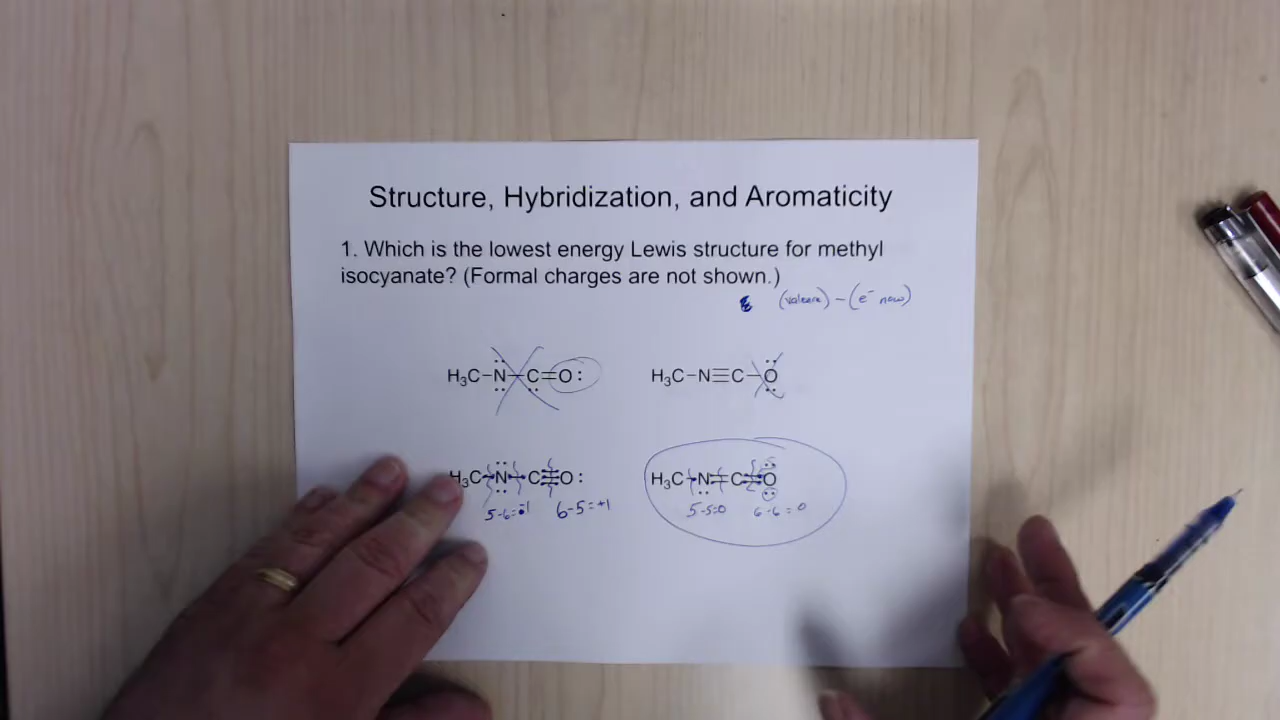 Structure, Hybridization, and Aromaticity
1. Which is the lowest energy Lewis structure for methyl
isocyanate? (Formal charges are not shown.)
(valence) - (e⁻ now)
H₃C-N-C=O:
H₃C-N≡C-O
H₃C-N-C≡O:
H₃C-N=C=O
5-6=-1
6-5=+1
5-5=0
6-6=0